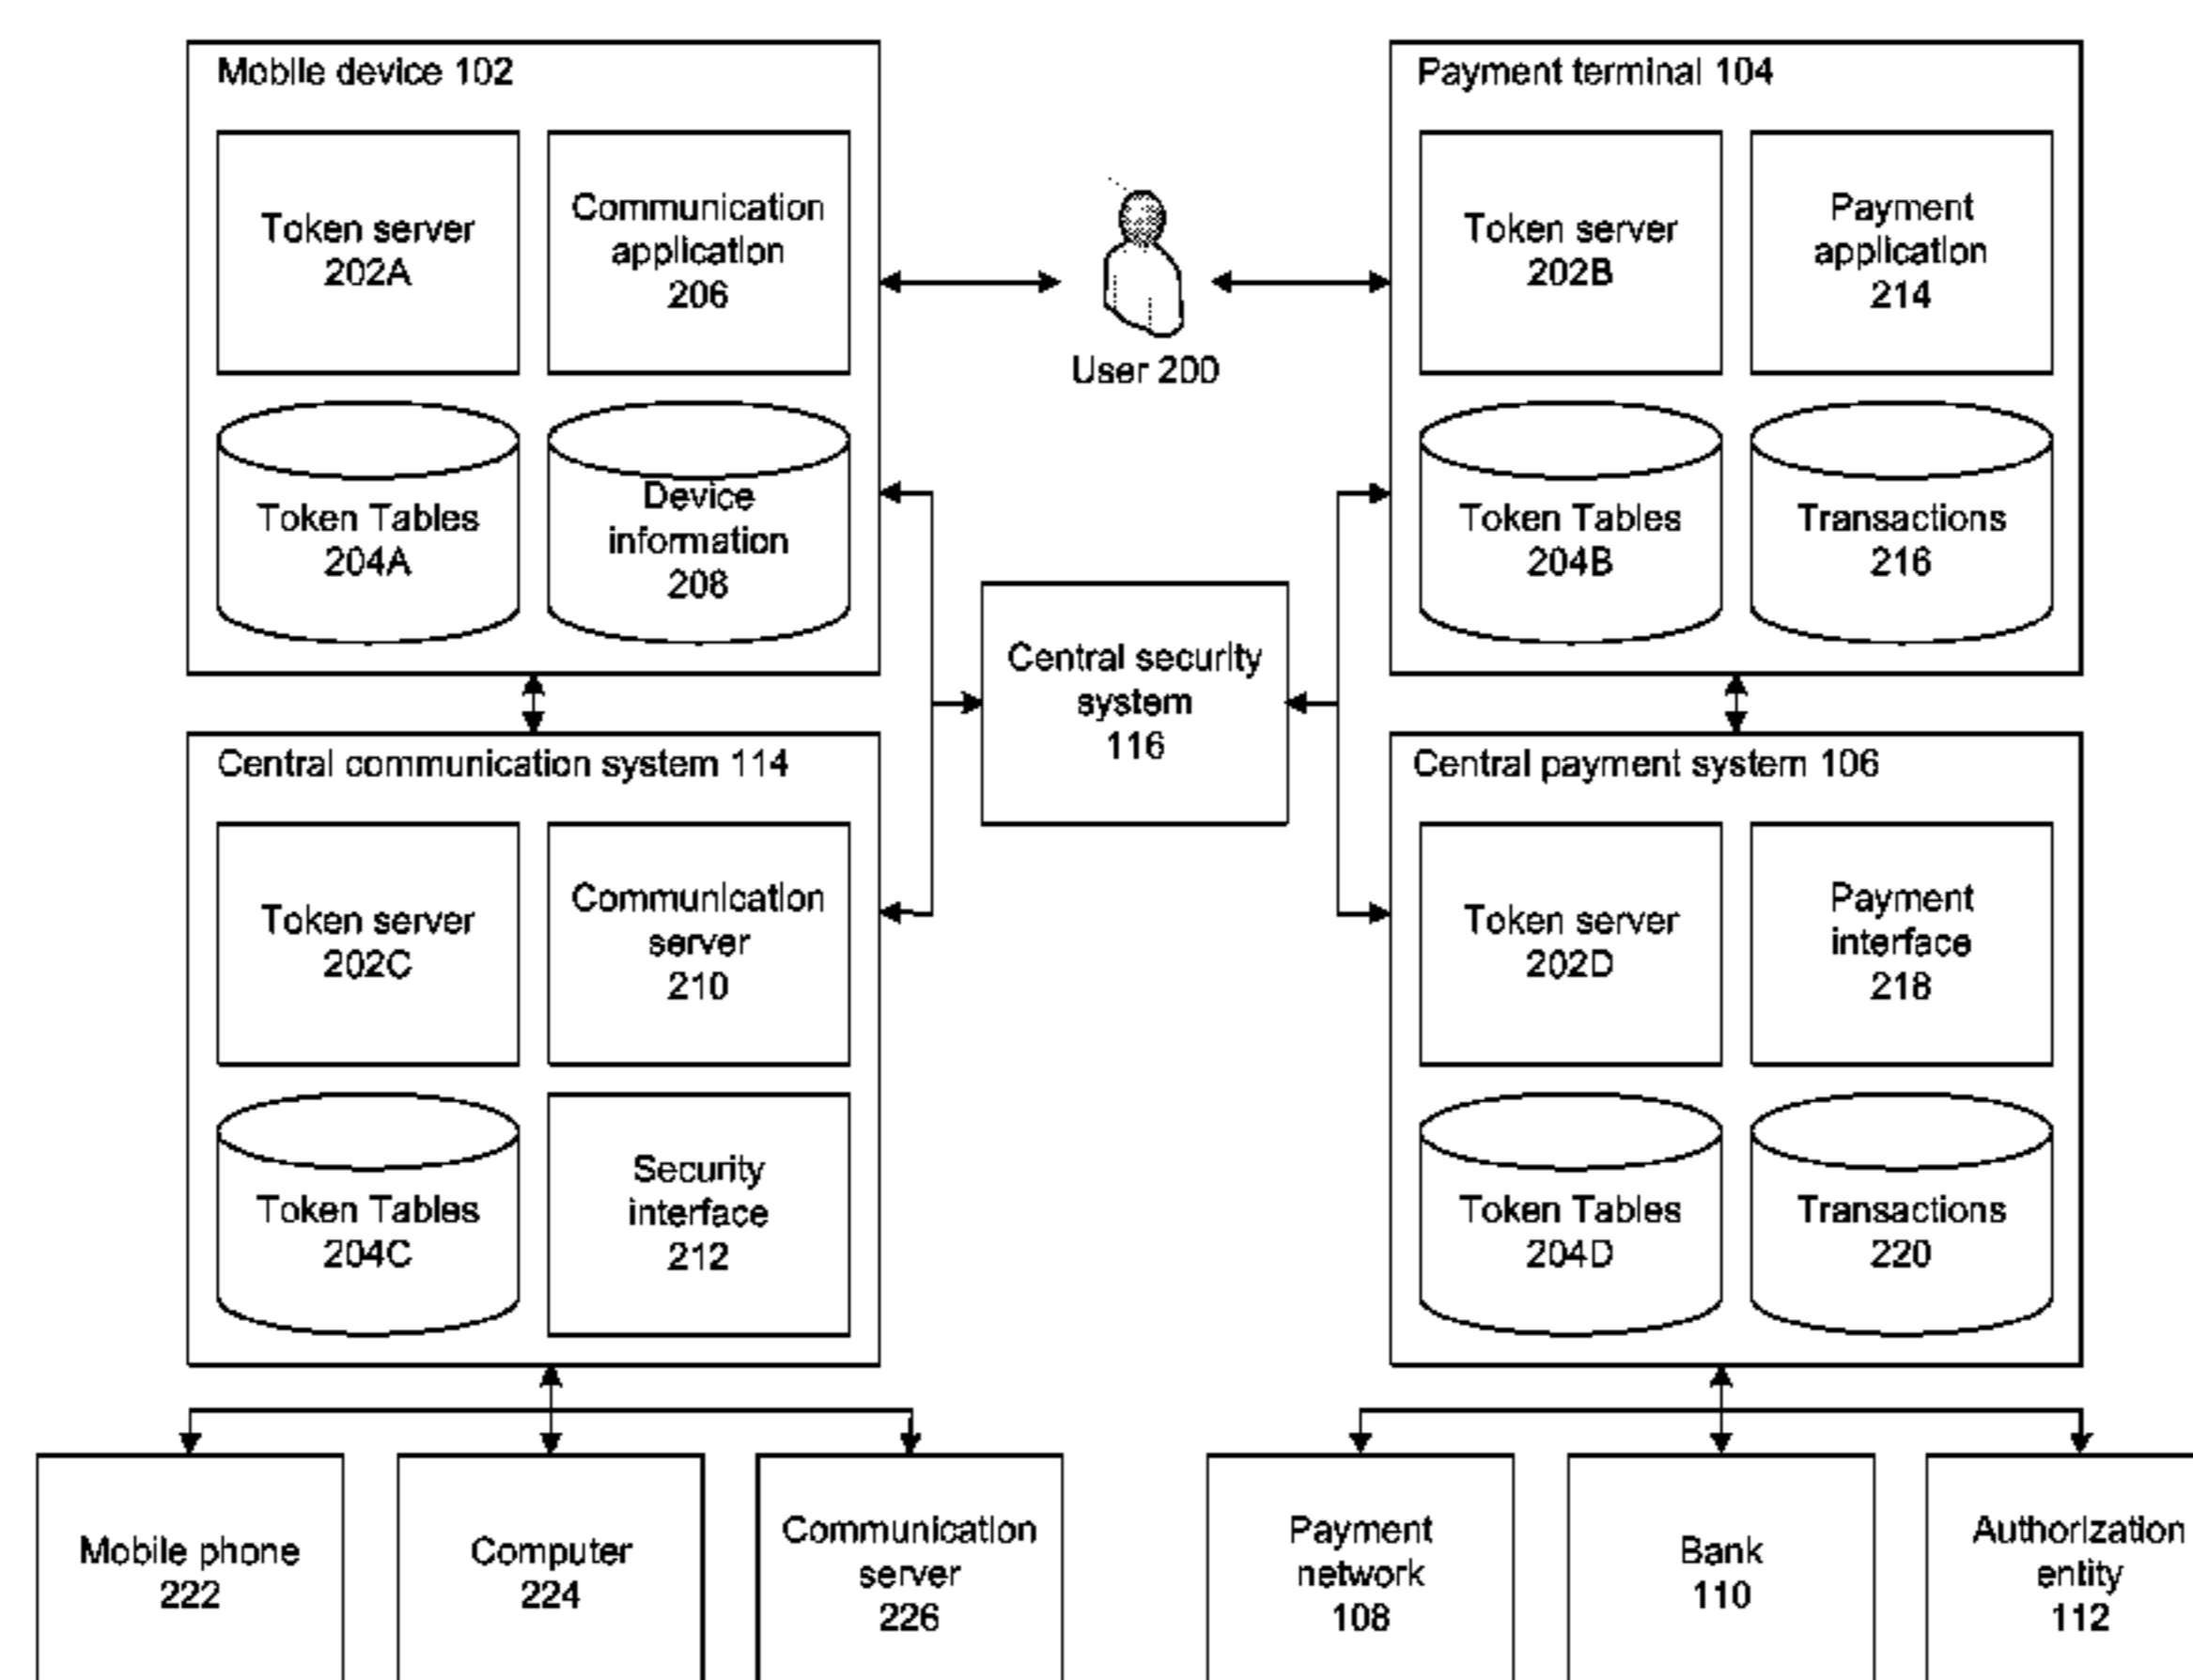 Mobile device 102
Token server
202A
Communication
application
206
Token Tables
204A
Device
information
208
User 200
Payment terminal 104
Token server
202B
Payment
application
214
Token Tables
204B
Transactions
216
Central security
system
116
Central communication system 114
Token server
202C
Communication
server
210
Token Tables
204C
Security
interface
212
Central payment system 106
Token server
202D
Payment
interface
218
Token Tables
204D
Transactions
220
Mobile phone
222
Computer
224
Communication
server
226
Payment
network
108
Bank
110
Authorization
entity
112